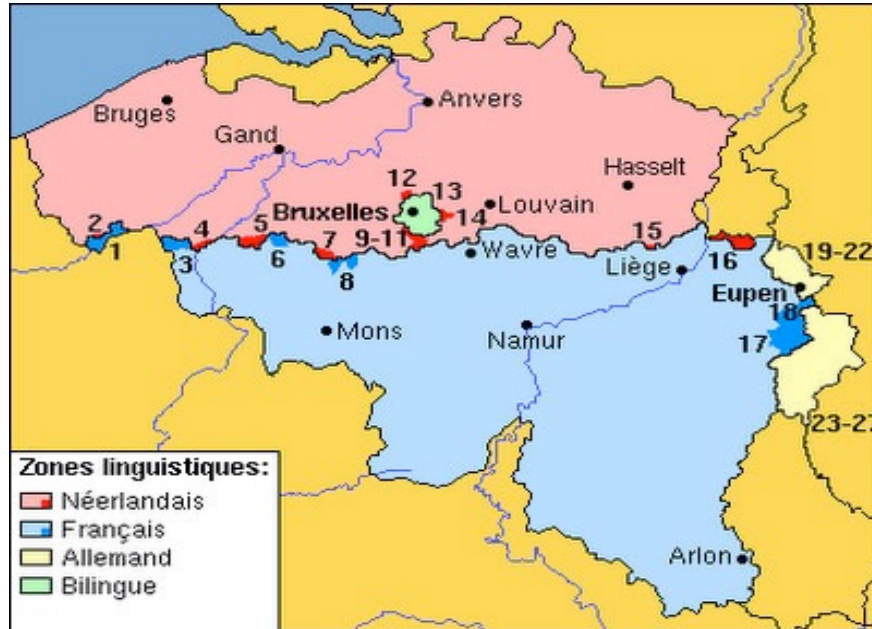 Bruges
Anvers
Gand
Hasselt
12
13
Bruxelles
14
Louvain
2
1
3
4
5
6
7
8
9-11
Wavre
15
16
Liège
19-22
Eupen
18
17
Mons
Namur
23-27
Arlon
Zones linguistiques:
Néerlandais
Français
Allemand
Bilingue